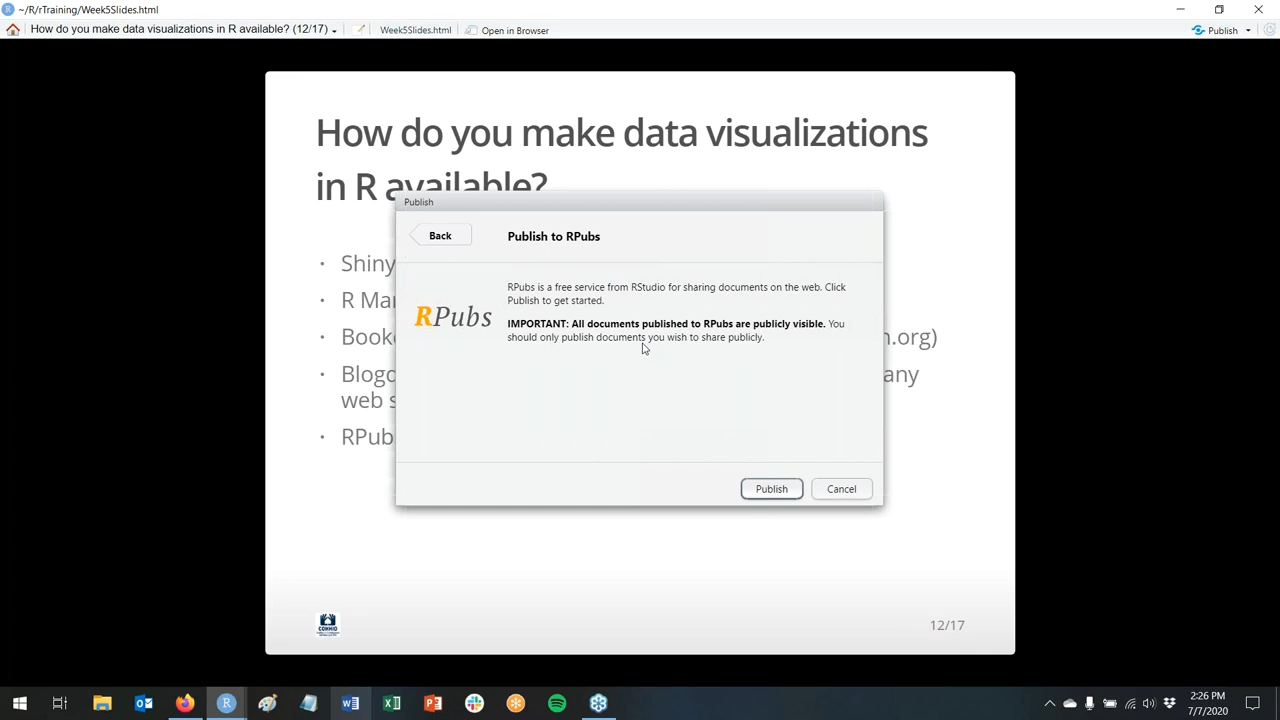 ~/R/rTraining/Week5Slides.html
How do you make data visualizations in R available? (12/17)
Week5Slides.html
Open in Browser
Publish
How do you make data visualizations
in R available?
Publish
Back
Publish to RPubs
RPubs
RPubs is a free service from RStudio for sharing documents on the web. Click
Publish to get started.
IMPORTANT: All documents published to RPubs are publicly visible. You
should only publish documents you wish to share publicly.
Publish
Cancel
Shiny
R Mar
Book
n.org)
Blog
any
web s
RPub
12/17
2:26 PM
7/7/2020